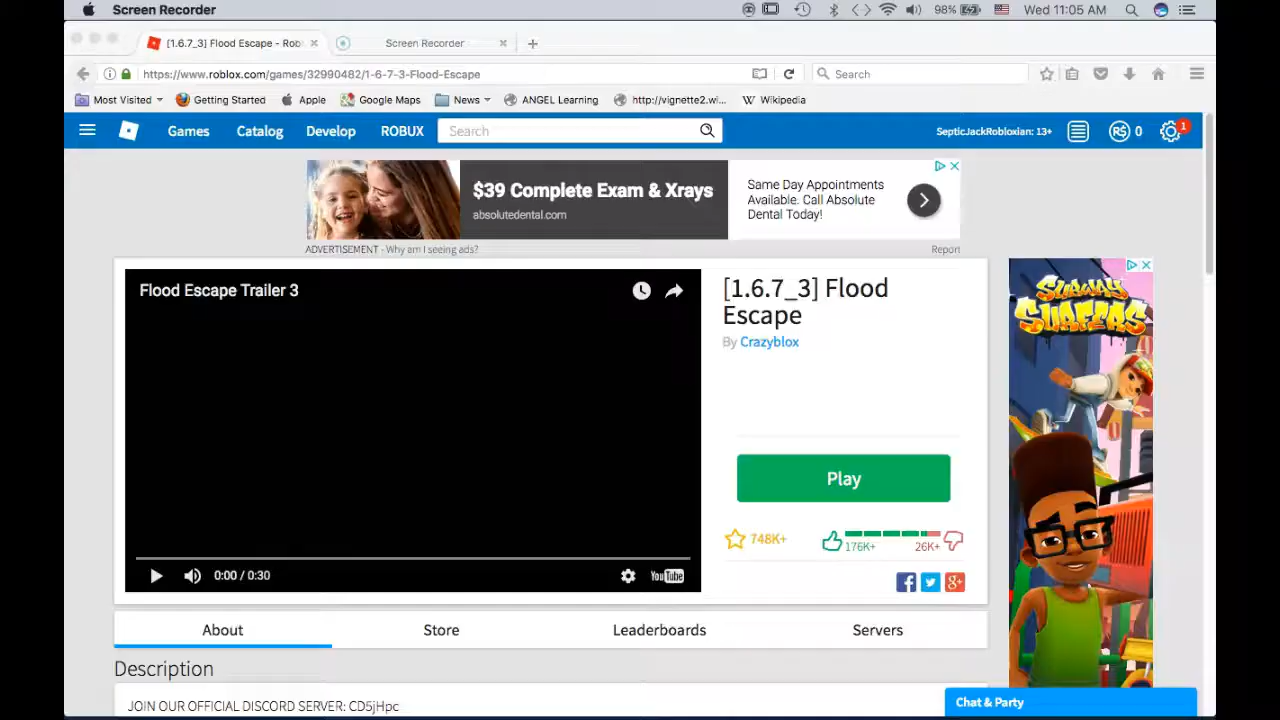 Screen Recorder
98%
Wed 11:05 AM
[1.6.7_3] Flood Escape - Rob
Screen Recorder
https://www.roblox.com/games/32990482/1-6-7-3-Flood-Escape
Search
Most Visited
Getting Started
Apple
Google Maps
News
ANGEL Learning
http://vignette2.wi...
Wikipedia
Games
Catalog
Develop
ROBUX
Search
SepticJackRobloxian: 13+
R$ 0
1
$39 Complete Exam & Xrays
absolutedental.com
Same Day Appointments
Available. Call Absolute
Dental Today!
ADVERTISEMENT - Why am I seeing ads?
Report
Flood Escape Trailer 3
0:00 / 0:30
YouTube
[1.6.7_3] Flood
Escape
By Crazyblox
Play
748K+
176K+
26K+
SUBWAY
SURFERS
About
Store
Leaderboards
Servers
Description
JOIN OUR OFFICIAL DISCORD SERVER: CD5jHpc
Chat & Party